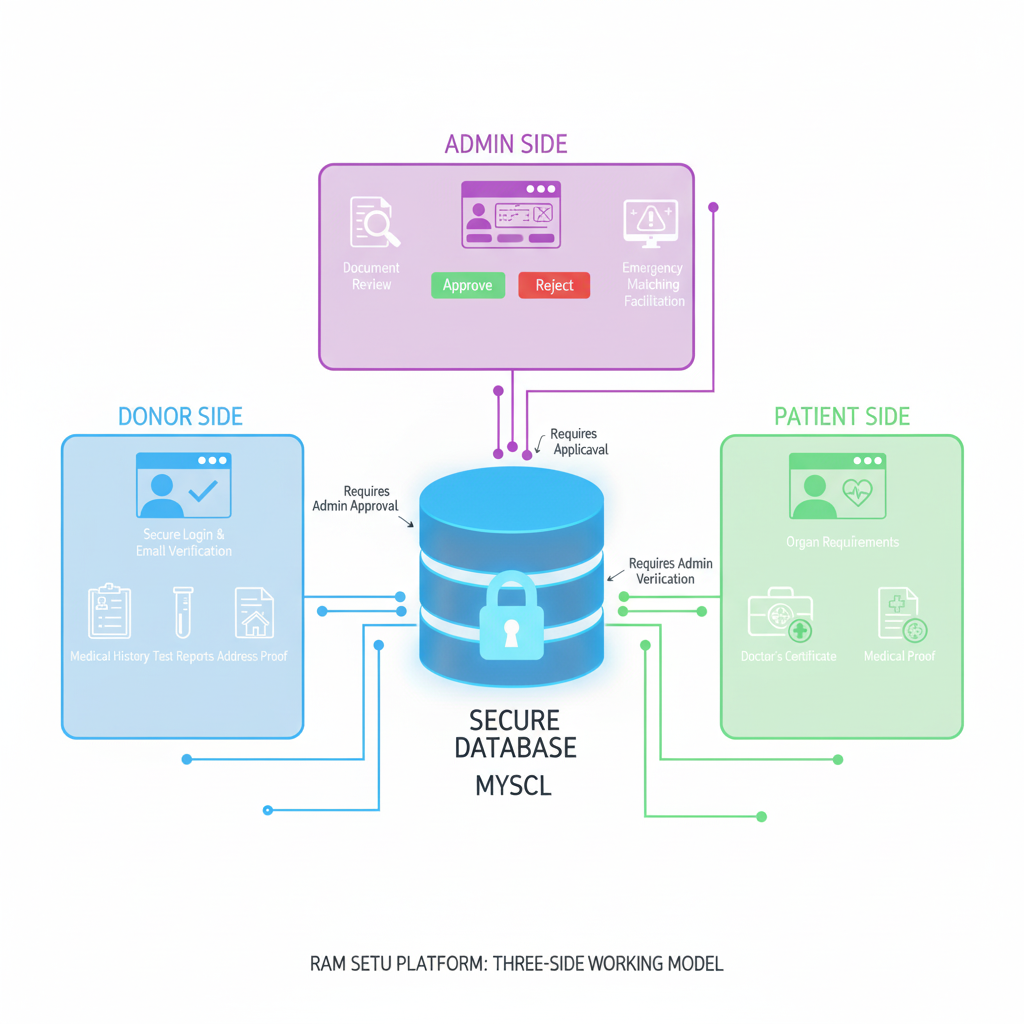 ADMIN SIDE
Document
Review
Approve
Reject
Emergency
Matching
Facilitation
DONOR SIDE
Secure Login &
Email Verification
Medical History Test Reports Address Proof
Requires
Admin Approval
Requires
Applicaval
Requires Admin
Veriication
PATIENT SIDE
Organ Requirements
Doctor's Certificate
Medical Proof
SECURE
DATABASE
MYSCL
RAM SETU PLATFORM: THREE-SIDE WORKING MODEL